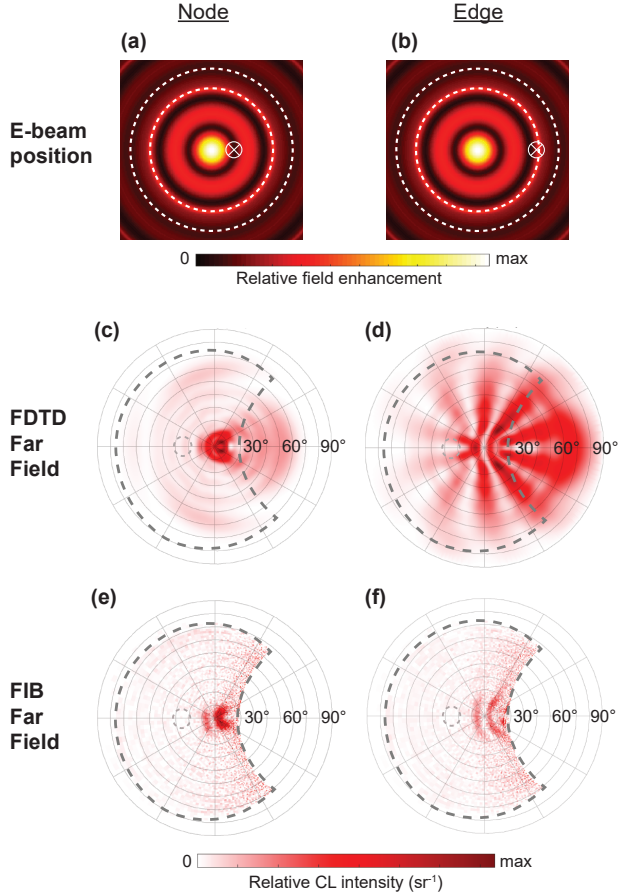 Node Edge
(a) (b)
E-beam
position
0 max
Relative field enhancement
(c) (d)
FDTD
Far
Field
30° 60° 90° 30° 60° 90°
(e) (f)
FIB
Far
Field
30° 60° 90° 30° 60° 90°
0 max
Relative CL intensity (sr⁻¹)